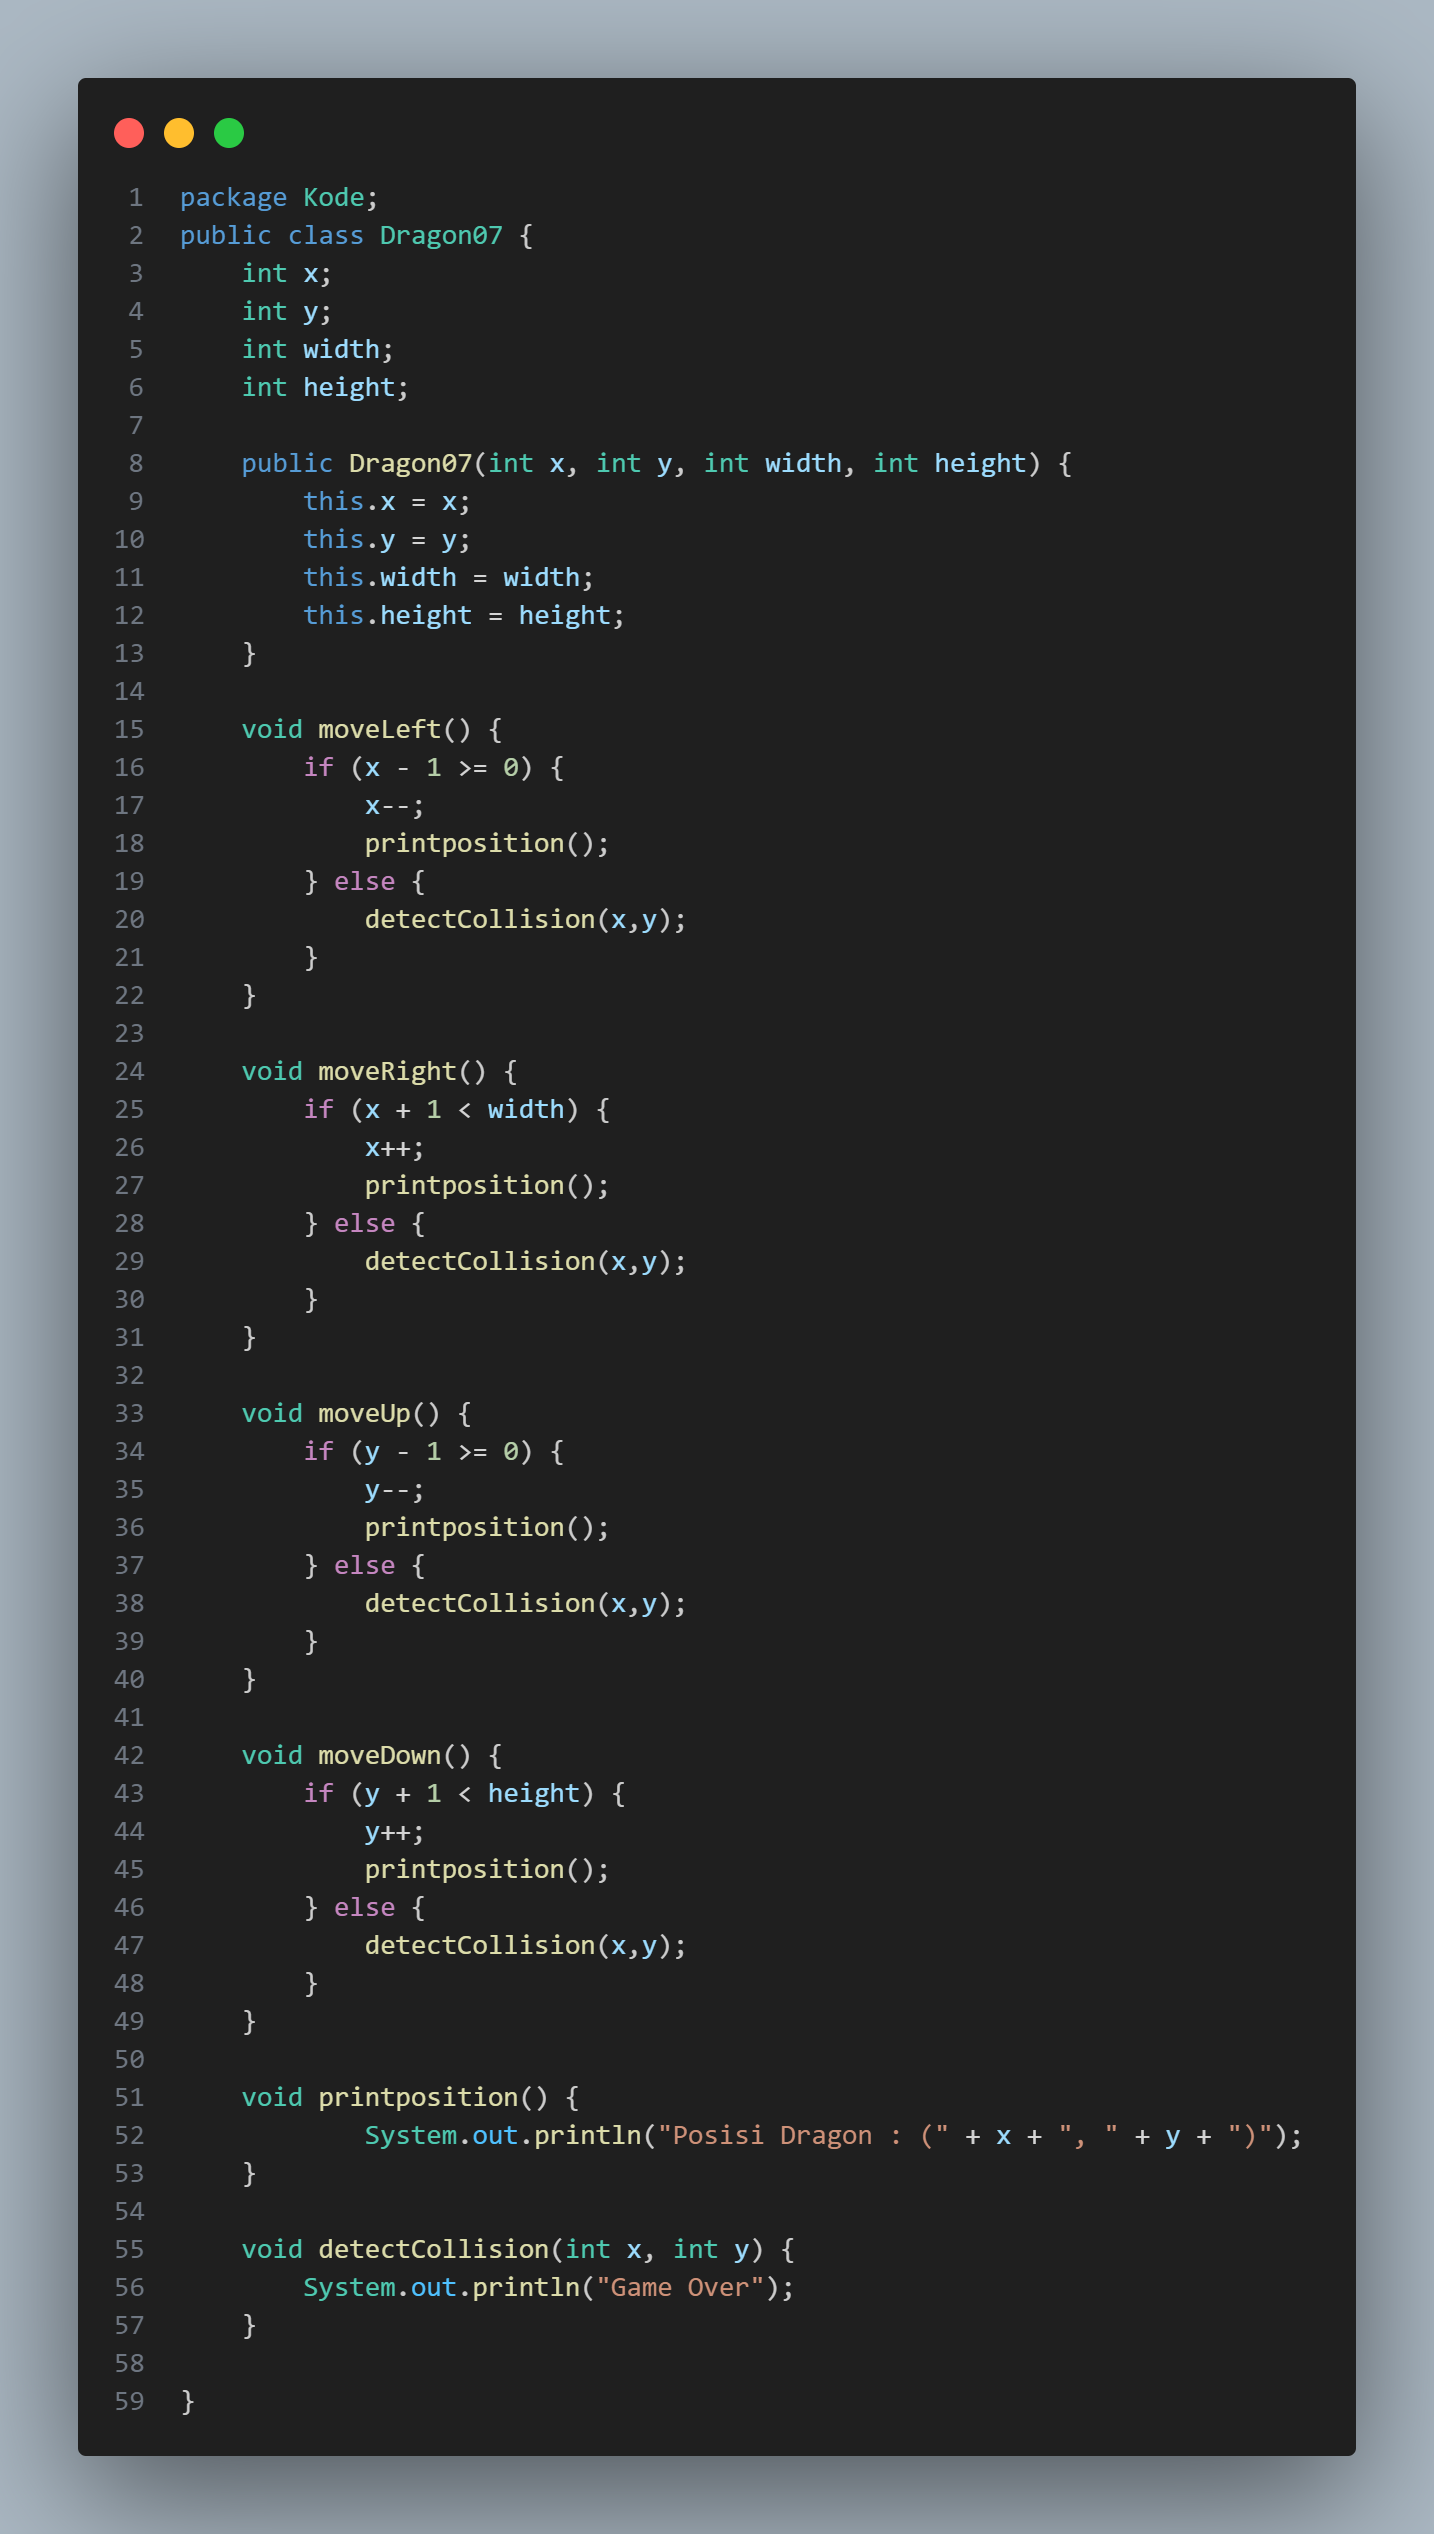 1 package Kode;
2 public class Dragon07 {
3     int x;
4     int y;
5     int width;
6     int height;
7
8     public Dragon07(int x, int y, int width, int height) {
9         this.x = x;
10         this.y = y;
11         this.width = width;
12         this.height = height;
13     }
14
15     void moveLeft() {
16         if (x - 1 >= 0) {
17             x--;
18             printposition();
19         } else {
20             detectCollision(x,y);
21         }
22     }
23
24     void moveRight() {
25         if (x + 1 < width) {
26             x++;
27             printposition();
28         } else {
29             detectCollision(x,y);
30         }
31     }
32
33     void moveUp() {
34         if (y - 1 >= 0) {
35             y--;
36             printposition();
37         } else {
38             detectCollision(x,y);
39         }
40     }
41
42     void moveDown() {
43         if (y + 1 < height) {
44             y++;
45             printposition();
46         } else {
47             detectCollision(x,y);
48         }
49     }
50
51     void printposition() {
52             System.out.println("Posisi Dragon : (" + x + ", " + y + ")");
53     }
54
55     void detectCollision(int x, int y) {
56         System.out.println("Game Over");
57     }
58
59 }